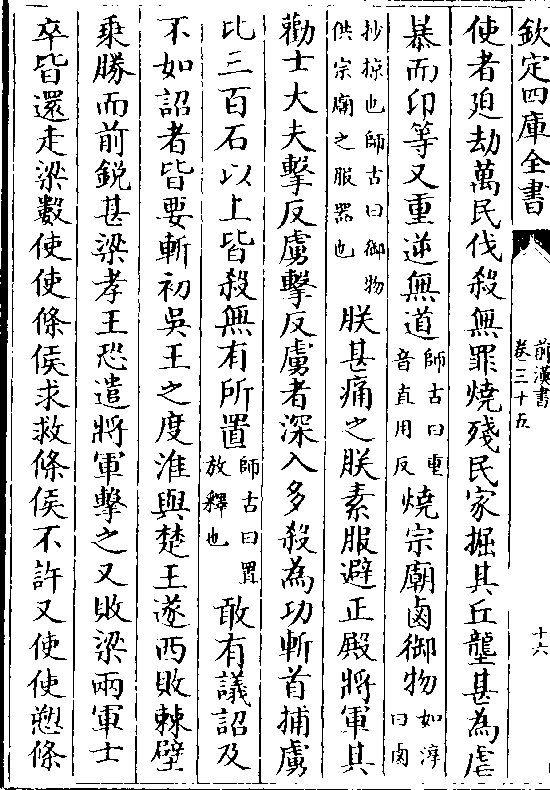 欽定四庫全書
前漢書
卷三十五
十六
使者廹劫萬民伐殺無罪燒殘民家掘其丘壟甚為虐
暴而卬等又重逆無道師古曰重音直用反燒宗廟鹵御物如淳曰鹵
抄掠也師古曰御物供宗廟之服器也朕甚痛之朕素服避正殿將軍其
勸士大夫擊反虜擊反虜者深入多殺為功斬首捕虜
比三百石以上皆殺無有所置師古曰置放釋也敢有議詔及
不如詔者皆要斬初吳王之度淮與楚王遂西敗棘壁
乗勝而前銳甚梁孝王恐遣將軍擊之又敗梁兩軍士
卒皆還走梁數使使條侯求救條侯不許又使使愬條